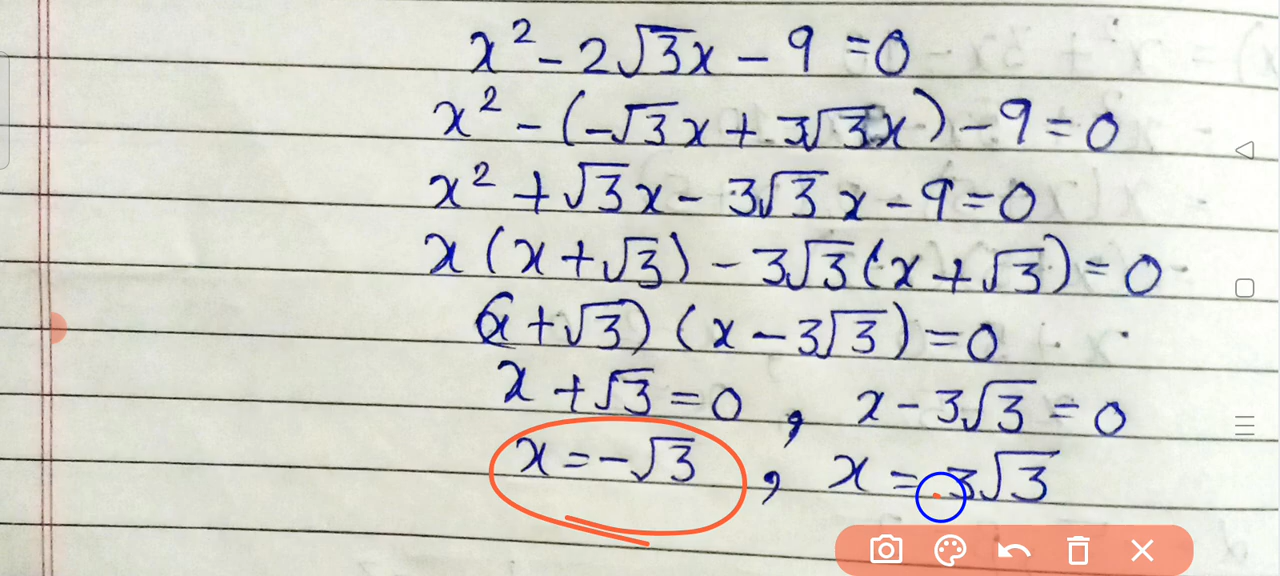 x² - 2√3x - 9 = 0
x² - (-√3x + 3√3x) - 9 = 0
x² + √3x - 3√3x - 9 = 0
x(x + √3) - 3√3(x + √3) = 0
(x + √3)(x - 3√3) = 0
x + √3 = 0 , x - 3√3 = 0
x = -√3 , x = 3√3